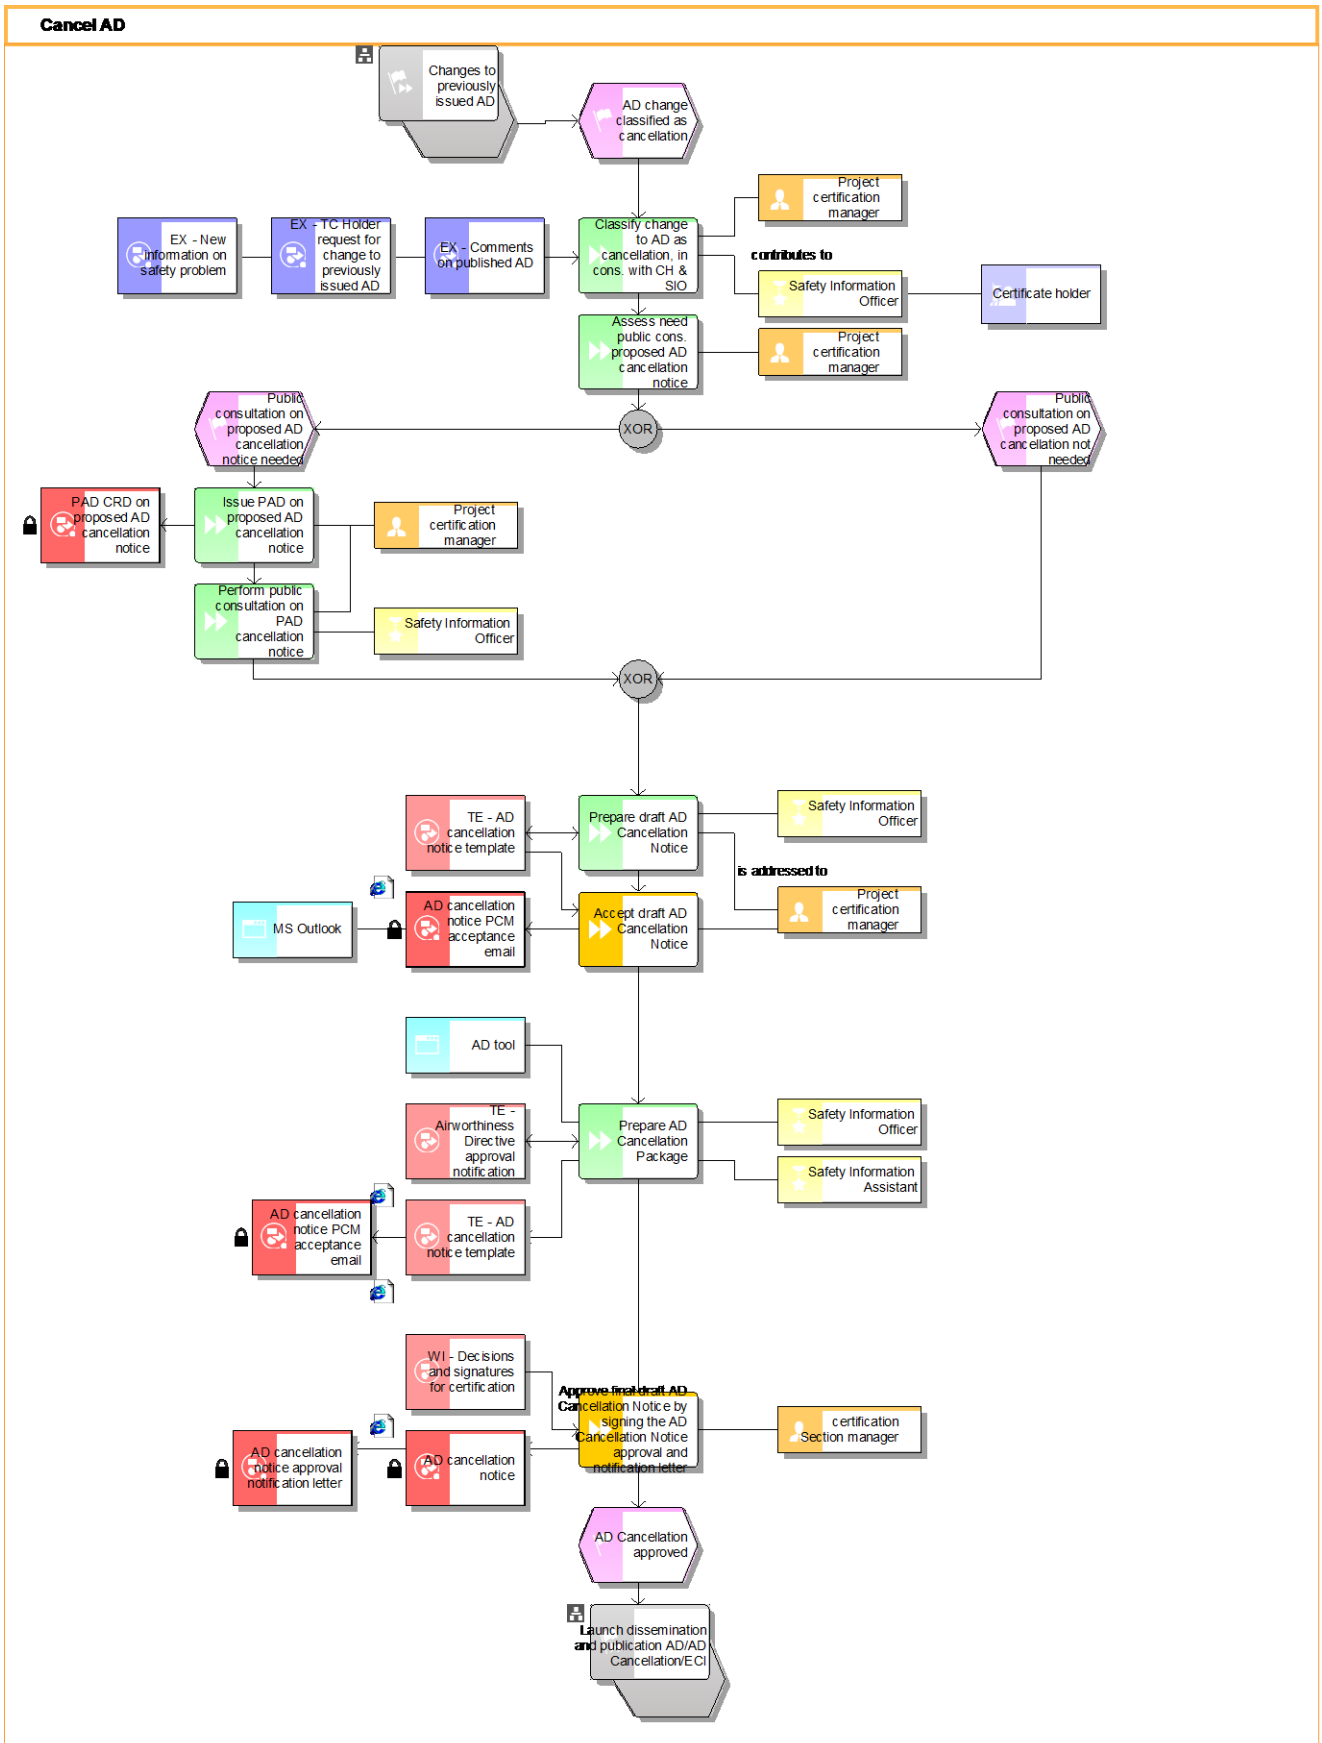 Cancel AD
Changes to
previously
issued AD
AD change
classified as
cancellation
Project
certification
manager
EX - New
information on
safety problem
EX - TC Holder
request for
change to
previously
issued AD
EX - Comments
on published AD
Classify change
to AD as
cancellation, in
cons. with CH &
SIO
contributes to
Safety Information
Officer
Certificate holder
Assess need
public cons.
proposed AD
cancellation
notice
Project
certification
manager
Public
consultation on
proposed AD
cancellation
notice needed
XOR
Public
consultation on
proposed AD
cancellation not
needed
PAD CRD on
proposed AD
cancellation
notice
Issue PAD on
proposed AD
cancellation
notice
Project
certification
manager
Perform public
consultation on
PAD
cancellation
notice
Safety Information
Officer
XOR
TE - AD
cancellation
notice template
Prepare draft AD
Cancellation
Notice
Safety Information
Officer
is addressed to
MS Outlook
AD cancellation
notice PCM
acceptance
email
Accept draft AD
Cancellation
Notice
Project
certification
manager
AD tool
TE -
Airworthiness
Directive
approval
notification
Prepare AD
Cancellation
Package
Safety Information
Officer
Safety Information
Assistant
AD cancellation
notice PCM
acceptance
email
TE - AD
cancellation
notice template
WI - Decisions
and signatures
for certification
Approve final draft AD
Cancellation Notice by
signing the AD
Cancellation Notice
approval and
notification letter
certification
Section manager
AD cancellation
notice approval
notification letter
AD cancellation
notice
AD Cancellation
approved
Launch dissemination
and publication AD/AD
Cancellation/ECI